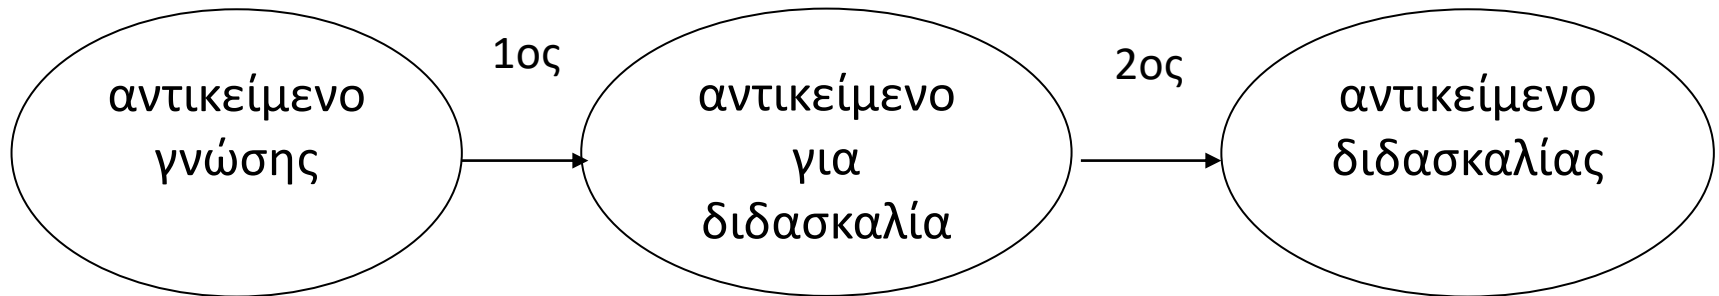 αντικείμενο
γνώσης
1ος
αντικείμενο
για
διδασκαλία
2ος
αντικείμενο
διδασκαλίας